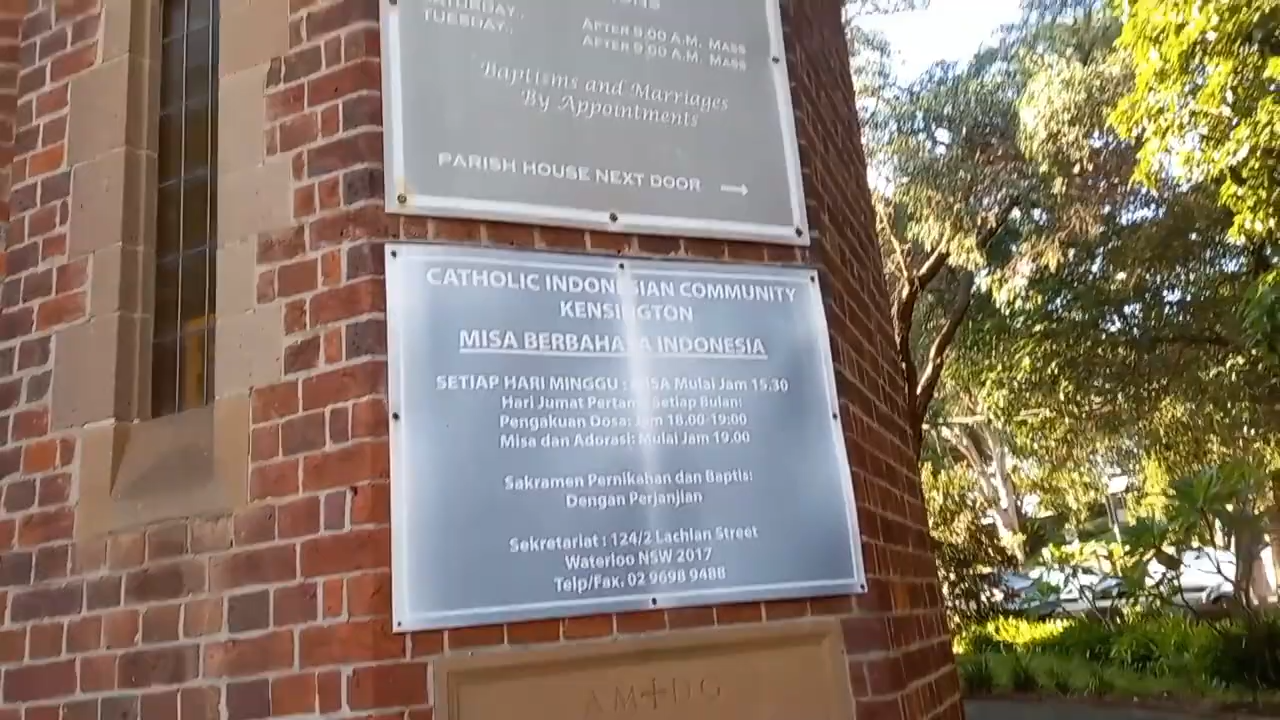 TUESDAY..
AFTER 9:00 A.M. MASS
AFTER 9:00 A.M. MASS
Baptisms and Marriages
By Appointments
PARISH HOUSE NEXT DOOR →
CATHOLIC INDONESIAN COMMUNITY
KENSINGTON
MISA BERBAHASA INDONESIA
SETIAP HARI MINGGU : MISA Mulai Jam 15.30
Hari Jumat Pertama Setiap Bulan:
Pengakuan Dosa: Jam 18.00-19:00
Misa dan Adorasi: Mulai Jam 19.00
Sakramen Pernikahan dan Baptis:
Dengan Perjanjian
Sekretariat : 124/2 Lachlan Street
Waterloo NSW 2017
Telp/Fax. 02 9698 9488
AM+DG